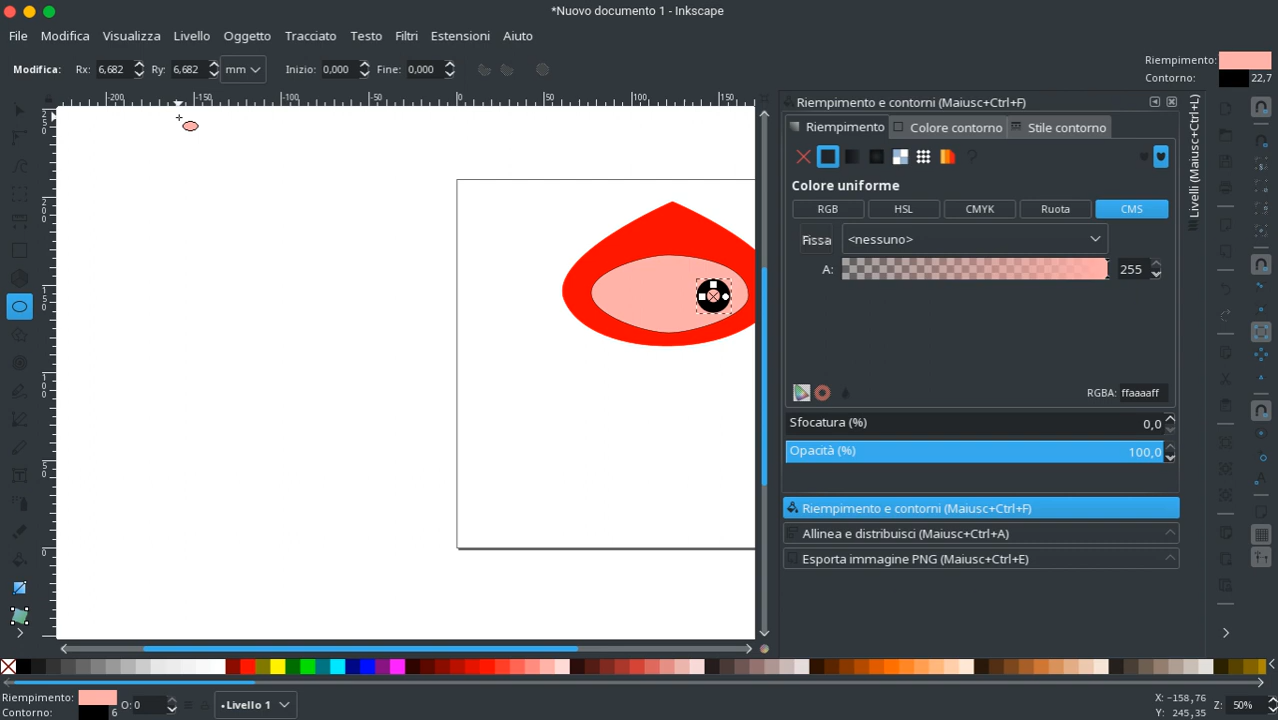 *Nuovo documento 1 - Inkscape
File Modifica Visualizza Livello Oggetto Tracciato Testo Filtri Estensioni Aiuto
Modifica: Rx: 6,682 Ry: 6,682 mm Inizio: 0,000 Fine: 0,000
Riempimento:
Contorno: 22,7
-200 -150 -100 -50 0 50 100 150
Riempimento e contorni (Maiusc+Ctrl+F)
Riempimento Colore contorno Stile contorno
Livelli (Maiusc+Ctrl+L)
Colore uniforme
RGB HSL CMYK Ruota CMS
Fissa <nessuno>
A: 255
RGBA: ffaaaaff
Sfocatura (%) 0,0
Opacità (%) 100,0
Riempimento e contorni (Maiusc+Ctrl+F)
Allinea e distribuisci (Maiusc+Ctrl+A)
Esporta immagine PNG (Maiusc+Ctrl+E)
Riempimento:
Contorno: 6
O: 0
•Livello 1
X: -158,76
Y: 245,35
Z: 50%